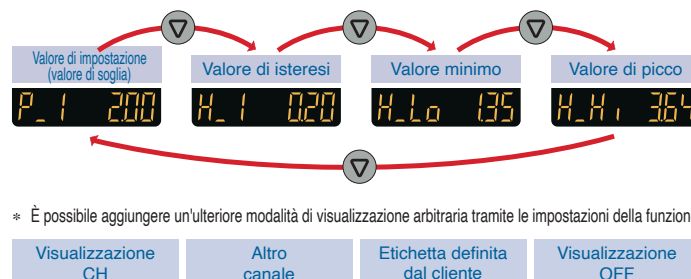 Valore di impostazione
(valore di soglia)
Valore di isteresi
Valore minimo
Valore di picco
P_1 2.00
H_1 0.20
H_Lo 1.35
H_Hi 3.64
* È possibile aggiungere un'ulteriore modalità di visualizzazione arbitraria tramite le impostazioni della funzion
Visualizzazione
CH
Altro
canale
Etichetta definita
dal cliente
Visualizzazione
OFF